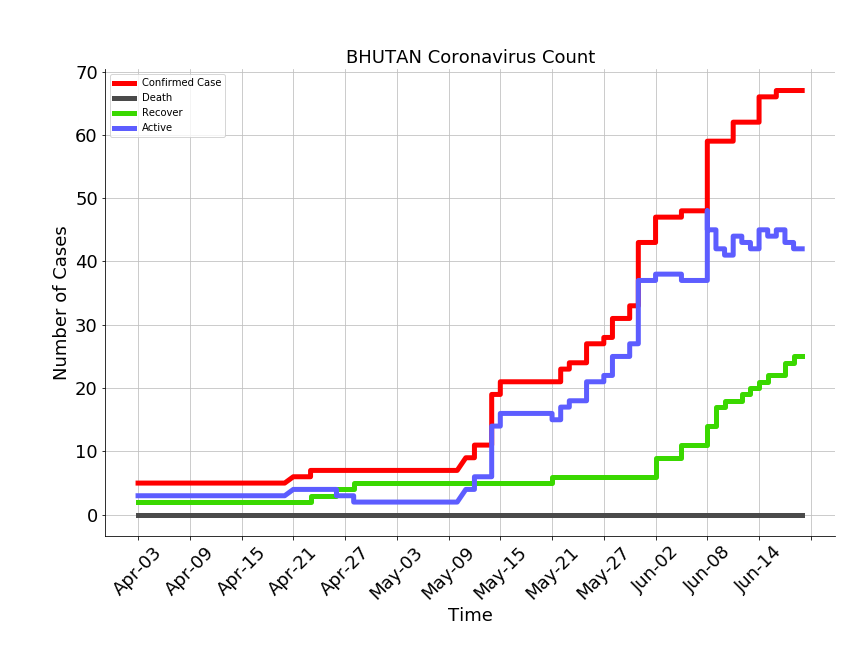 BHUTAN Coronavirus Count
Confirmed Case
Death
Recover
Active
70
60
50
40
30
20
10
0
Number of Cases
Apr-03
Apr-09
Apr-15
Apr-21
Apr-27
May-03
May-09
May-15
May-21
May-27
Jun-02
Jun-08
Jun-14
Time